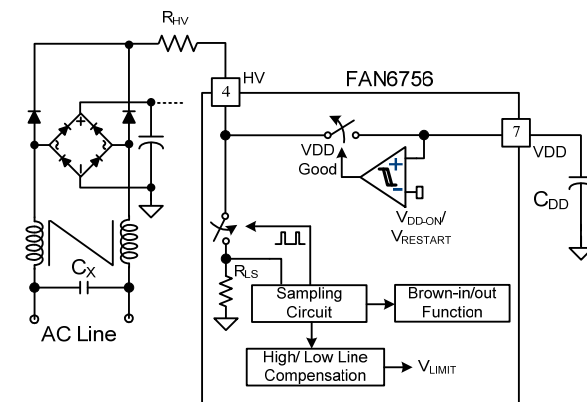 RHV
4
HV
FAN6756
7
VDD
VDD
Good
+
-
VDD-ON/
VRESTART
CDD
+
-
~
~
CX
AC Line
RLS
Sampling
Circuit
Brown-in/out
Function
High/ Low Line
Compensation
VLIMIT